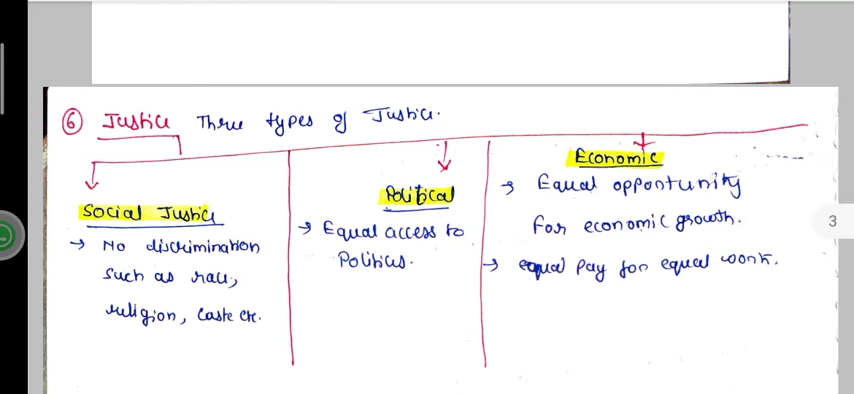 ⑥ Justice Three types of Justice.
Social Justice
→ No discrimination
such as race,
religion, caste etc.
Political
→ Equal access to
Politics.
Economic
→ Equal opportunity
for economic growth.
→ equal pay for equal work.
3